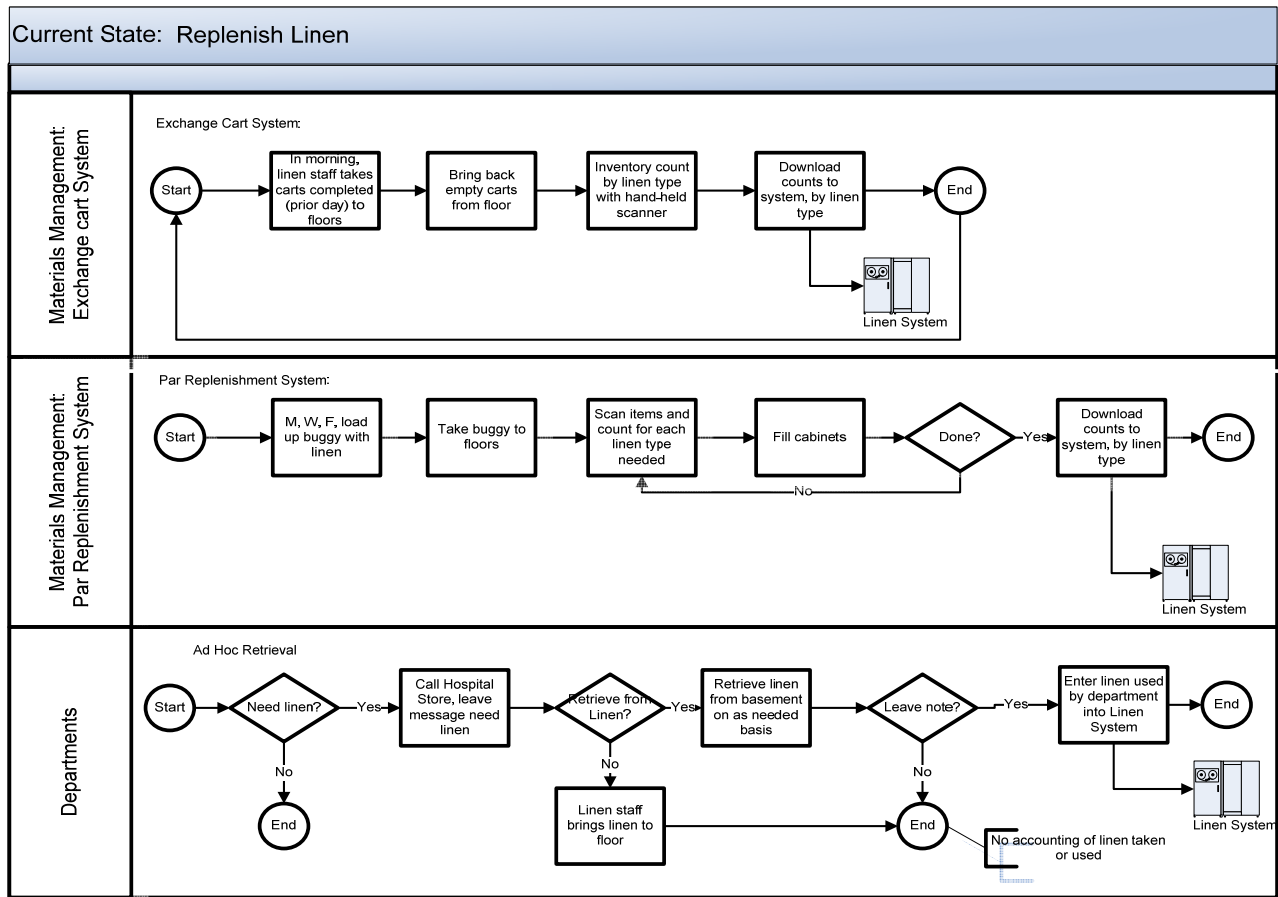 Current State:  Replenish Linen
Materials Management:
Exchange cart System
Exchange Cart System:
Start
In morning,
linen staff takes
carts completed
(prior day) to
floors
Bring back
empty carts
from floor
Inventory count
by linen type
with hand-held
scanner
Download
counts to
system, by linen
type
End
Linen System
Materials Management:
Par Replenishment System
Par Replenishment System:
Start
M, W, F, load
up buggy with
linen
Take buggy to
floors
Scan items and
count for each
linen type
needed
Fill cabinets
Done?
Yes
No
Download
counts to
system, by linen
type
End
Linen System
Departments
Ad Hoc Retrieval
Start
Need linen?
Yes
No
End
Call Hospital
Store, leave
message need
linen
Retrieve from
Linen?
Yes
No
Linen staff
brings linen to
floor
Retrieve linen
from basement
on as needed
basis
Leave note?
Yes
No
End
No accounting of linen taken
or used
Enter linen used
by department
into Linen
System
End
Linen System